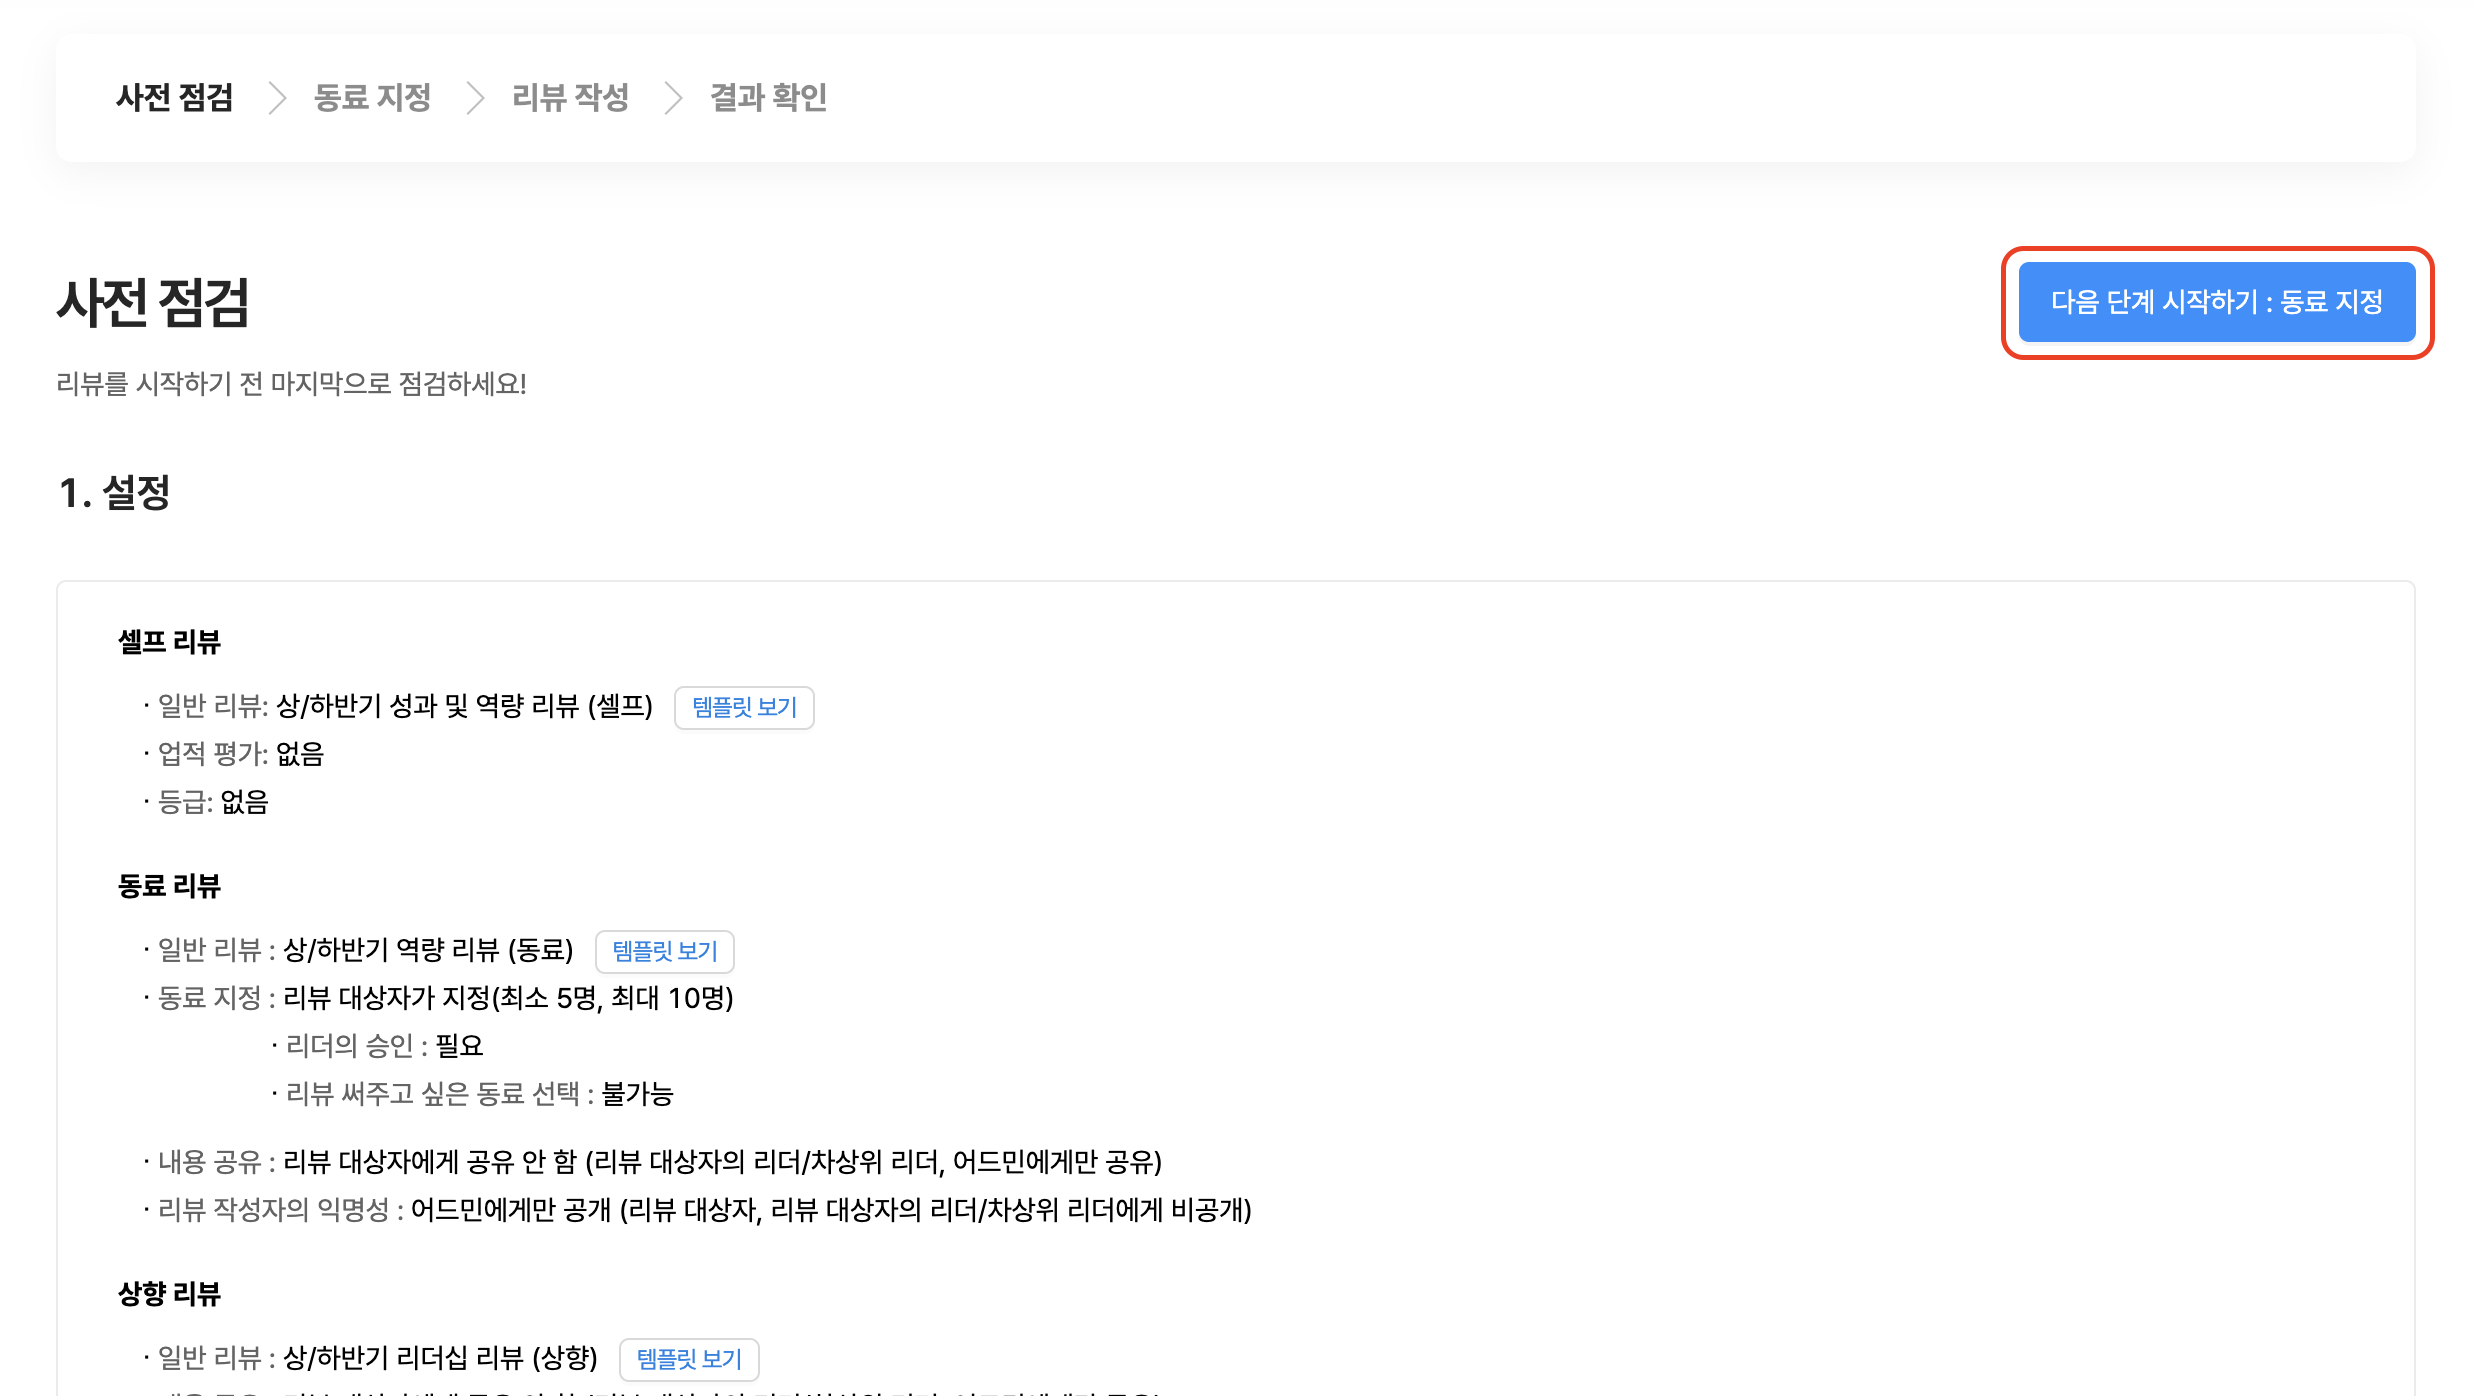 사전 점검 동료 지정 리뷰 작성 결과 확인
사전 점검
다음 단계 시작하기 : 동료 지정
리뷰를 시작하기 전 마지막으로 점검하세요!
1. 설정
셀프 리뷰
· 일반 리뷰: 상/하반기 성과 및 역량 리뷰 (셀프) 템플릿 보기
· 업적 평가: 없음
· 등급: 없음
동료 리뷰
· 일반 리뷰 : 상/하반기 역량 리뷰 (동료) 템플릿 보기
· 동료 지정 : 리뷰 대상자가 지정(최소 5명, 최대 10명)
· 리더의 승인 : 필요
· 리뷰 써주고 싶은 동료 선택 : 불가능
· 내용 공유 : 리뷰 대상자에게 공유 안 함 (리뷰 대상자의 리더/차상위 리더, 어드민에게만 공유)
· 리뷰 작성자의 익명성 : 어드민에게만 공개 (리뷰 대상자, 리뷰 대상자의 리더/차상위 리더에게 비공개)
상향 리뷰
· 일반 리뷰 : 상/하반기 리더십 리뷰 (상향) 템플릿 보기